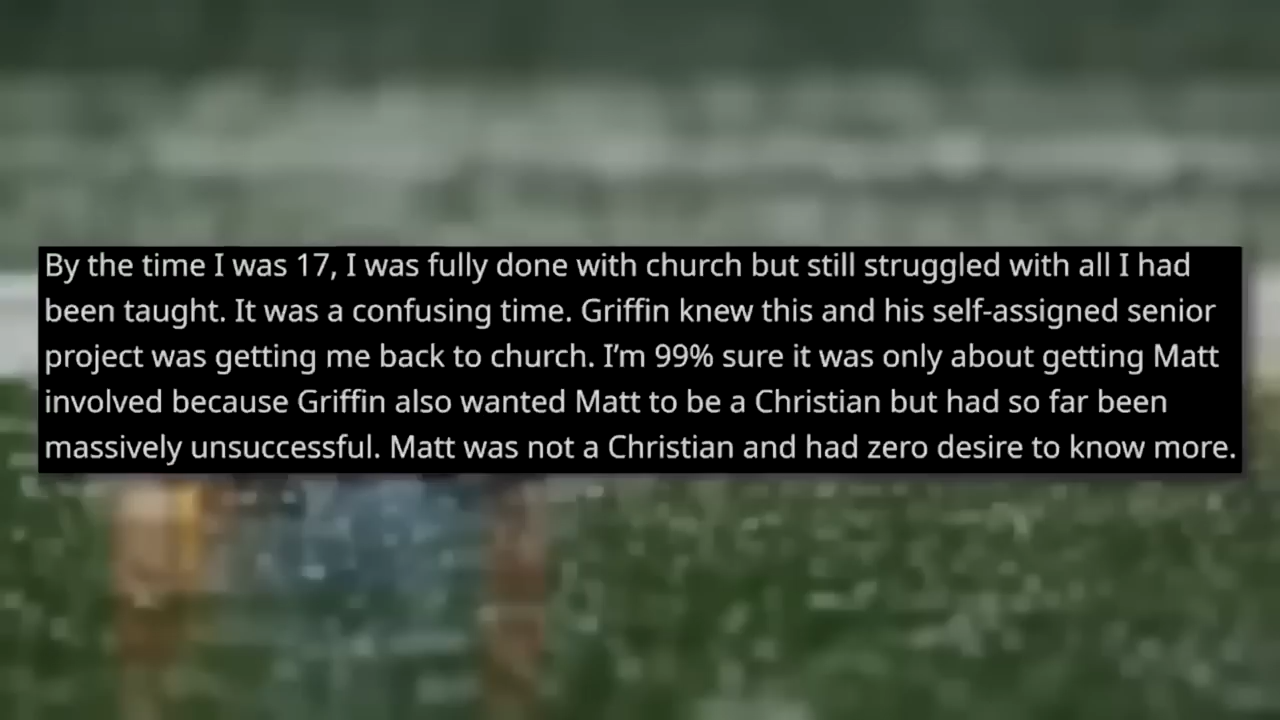 By the time I was 17, I was fully done with church but still struggled with all I had
been taught. It was a confusing time. Griffin knew this and his self-assigned senior
project was getting me back to church. I’m 99% sure it was only about getting Matt
involved because Griffin also wanted Matt to be a Christian but had so far been
massively unsuccessful. Matt was not a Christian and had zero desire to know more.